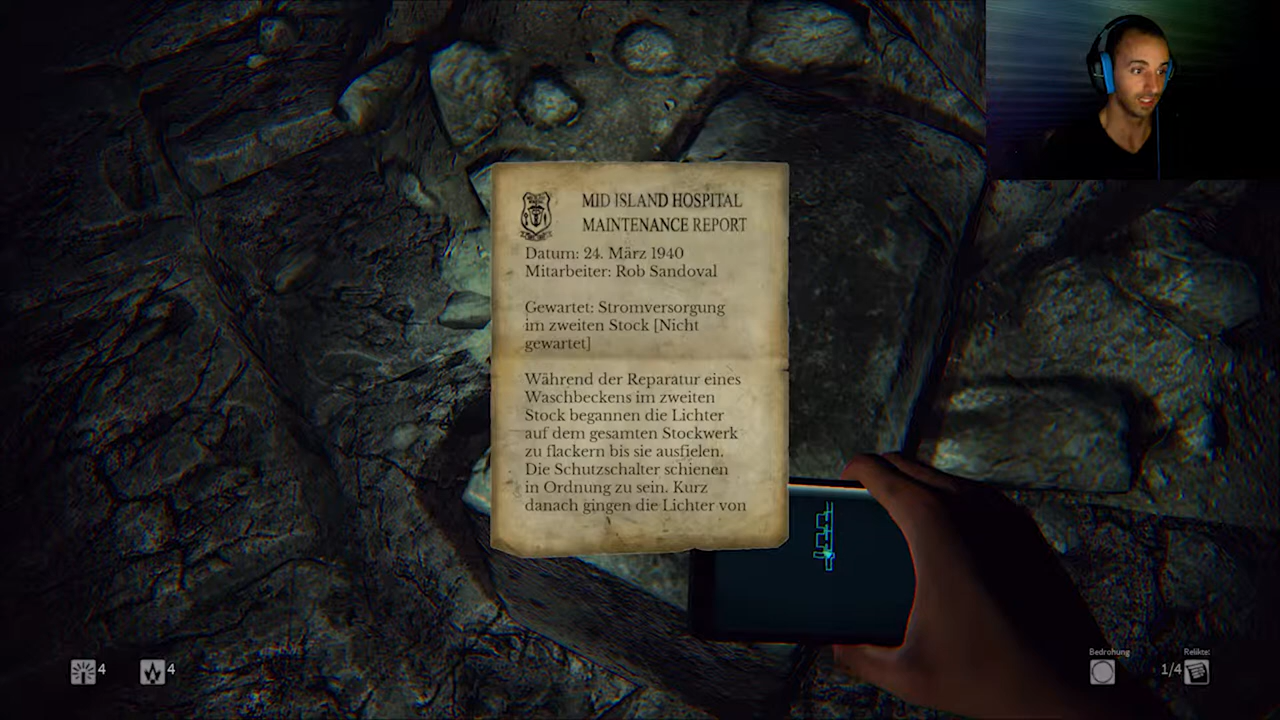 MID ISLAND HOSPITAL
MAINTENANCE REPORT
Datum: 24. März 1940
Mitarbeiter: Rob Sandoval
Gewartet: Stromversorgung
im zweiten Stock [Nicht
gewartet]
Während der Reparatur eines
Waschbeckens im zweiten
Stock begannen die Lichter
auf dem gesamten Stockwerk
zu flackern bis sie ausfielen.
Die Schutzschalter schienen
in Ordnung zu sein. Kurz
danach gingen die Lichter von
Bedrohung
Relikte:
4
4
1/4